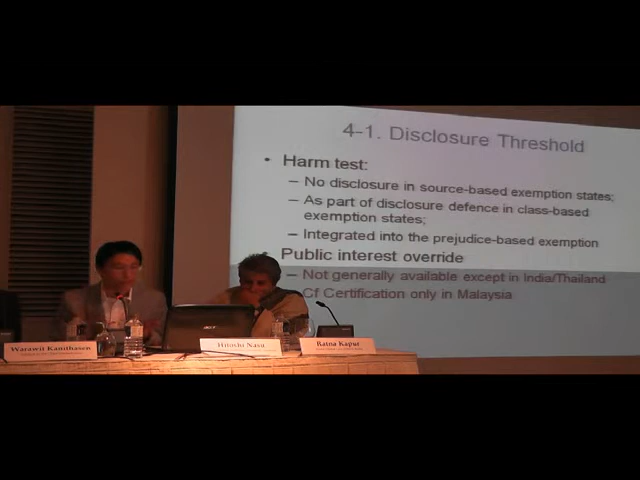 4-1. Disclosure Threshold
• Harm test:
– No disclosure in source-based exemption states;
– As part of disclosure defence in class-based
exemption states;
– Integrated into the prejudice-based exemption
Public interest override
– Not generally available except in India/Thailand
Cf Certification only in Malaysia
acer
Warawit Kanithasen
Hitoshi Nasu
Ratna Kapur